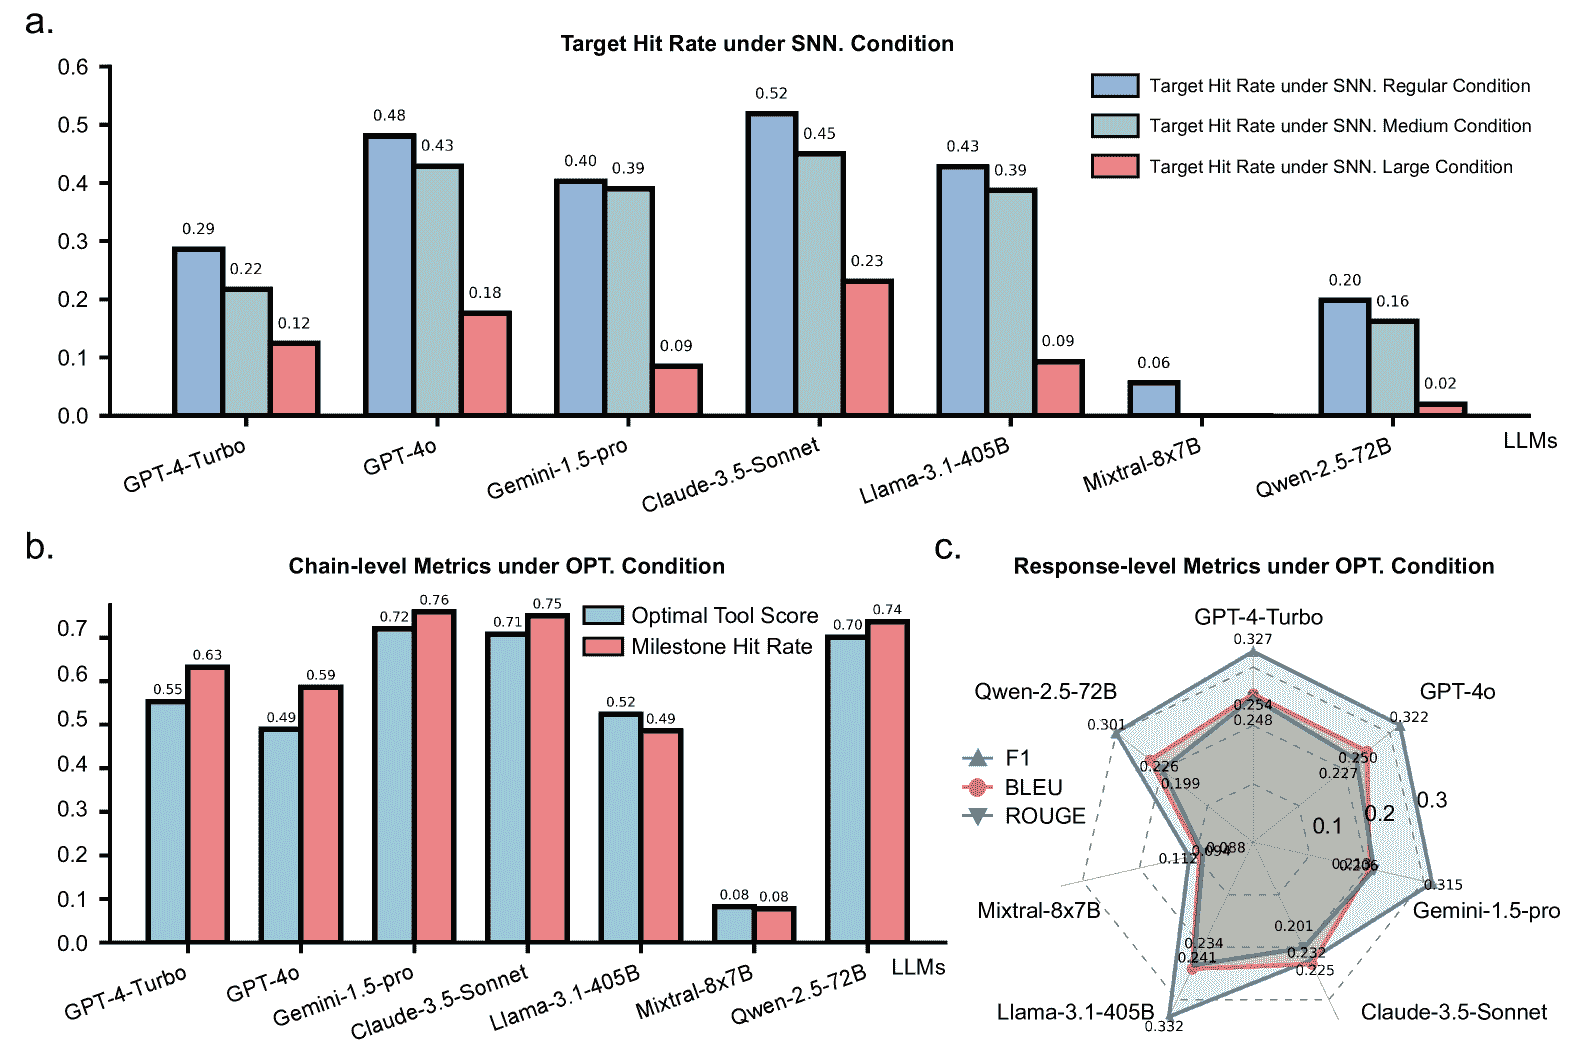 a.
Target Hit Rate under SNN. Condition
0.6
0.5
0.4
0.3
0.2
0.1
0.0
Target Hit Rate under SNN. Regular Condition
Target Hit Rate under SNN. Medium Condition
Target Hit Rate under SNN. Large Condition
0.29
0.22
0.12
0.48
0.43
0.18
0.40
0.39
0.09
0.52
0.45
0.23
0.43
0.39
0.09
0.06
0.20
0.16
0.02
GPT-4-Turbo
GPT-4o
Gemini-1.5-pro
Claude-3.5-Sonnet
Llama-3.1-405B
Mixtral-8x7B
Qwen-2.5-72B
LLMs
b.
Chain-level Metrics under OPT. Condition
0.7
0.6
0.5
0.4
0.3
0.2
0.1
0.0
Optimal Tool Score
Milestone Hit Rate
0.55
0.63
0.49
0.59
0.72
0.76
0.71
0.75
0.52
0.49
0.08
0.08
0.70
0.74
GPT-4-Turbo
GPT-4o
Gemini-1.5-pro
Claude-3.5-Sonnet
Llama-3.1-405B
Mixtral-8x7B
Qwen-2.5-72B
LLMs
c.
Response-level Metrics under OPT. Condition
GPT-4-Turbo
0.327
0.254
0.248
Qwen-2.5-72B
0.301
0.226
0.199
GPT-4o
0.322
0.250
0.227
F1
BLEU
ROUGE
0.1
0.2
0.3
0.112
0.094
0.088
Mixtral-8x7B
0.213
0.206
0.315
Gemini-1.5-pro
0.201
0.232
0.225
Claude-3.5-Sonnet
0.234
0.241
Llama-3.1-405B
0.332